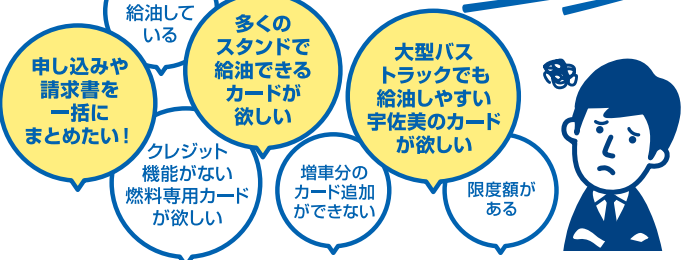 給油して
いる
多くの
スタンドで
給油できる
カードが
欲しい
大型バス
トラックでも
給油しやすい
宇佐美のカード
が欲しい
申し込みや
請求書を
一括に
まとめたい！
クレジット
機能がない
燃料専用カード
が欲しい
増車分の
カード追加
ができない
限度額が
ある